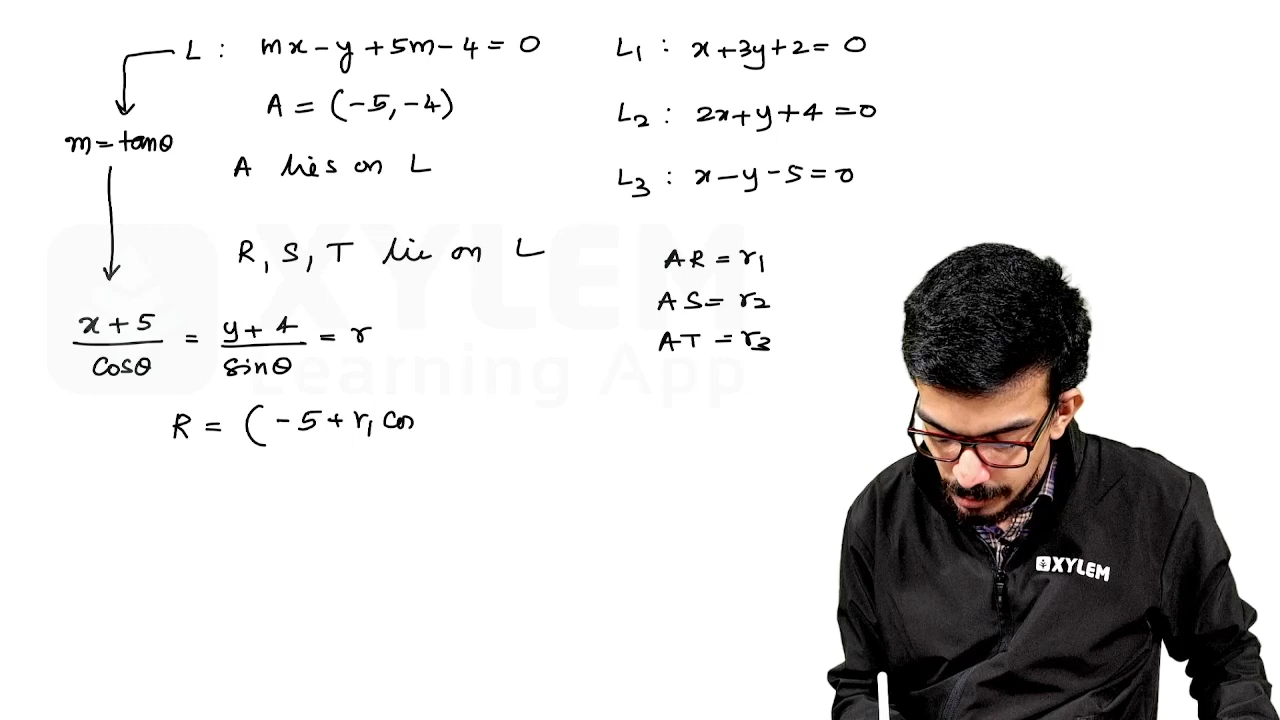 L : mx - y + 5m - 4 = 0
A = (-5, -4)
m = tanθ
A lies on L
R, S, T lie on L
x + 5 / cosθ = y + 4 / sinθ = r
R = ( - 5 + r₁ cos
L₁ : x + 3y + 2 = 0
L₂ : 2x + y + 4 = 0
L₃ : x - y - 5 = 0
AR = r₁
AS = r₂
AT = r₃
XYLEM
Learning App
XYLEM